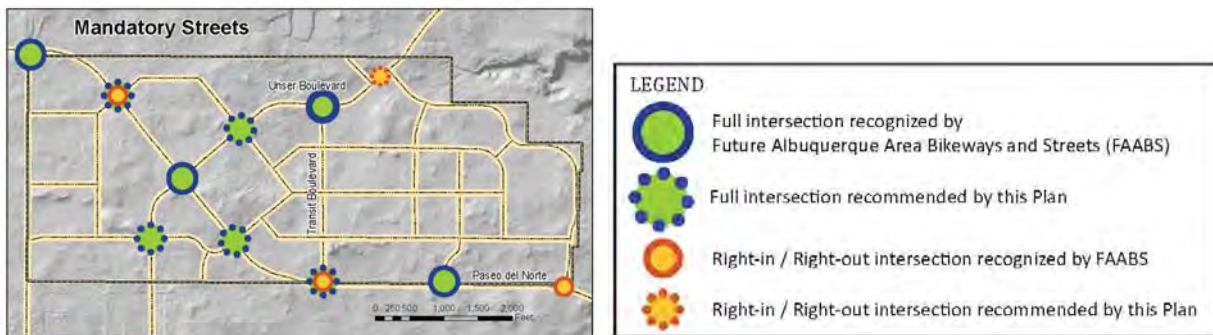 Mandatory Streets
Unser Boulevard
Transit Boulevard
Paseo del Norte
0 250 500 1,000 1,500 2,000
Feet
LEGEND
Full intersection recognized by
Future Albuquerque Area Bikeways and Streets (FAABS)
Full intersection recommended by this Plan
Right-in / Right-out intersection recognized by FAABS
Right-in / Right-out intersection recommended by this Plan